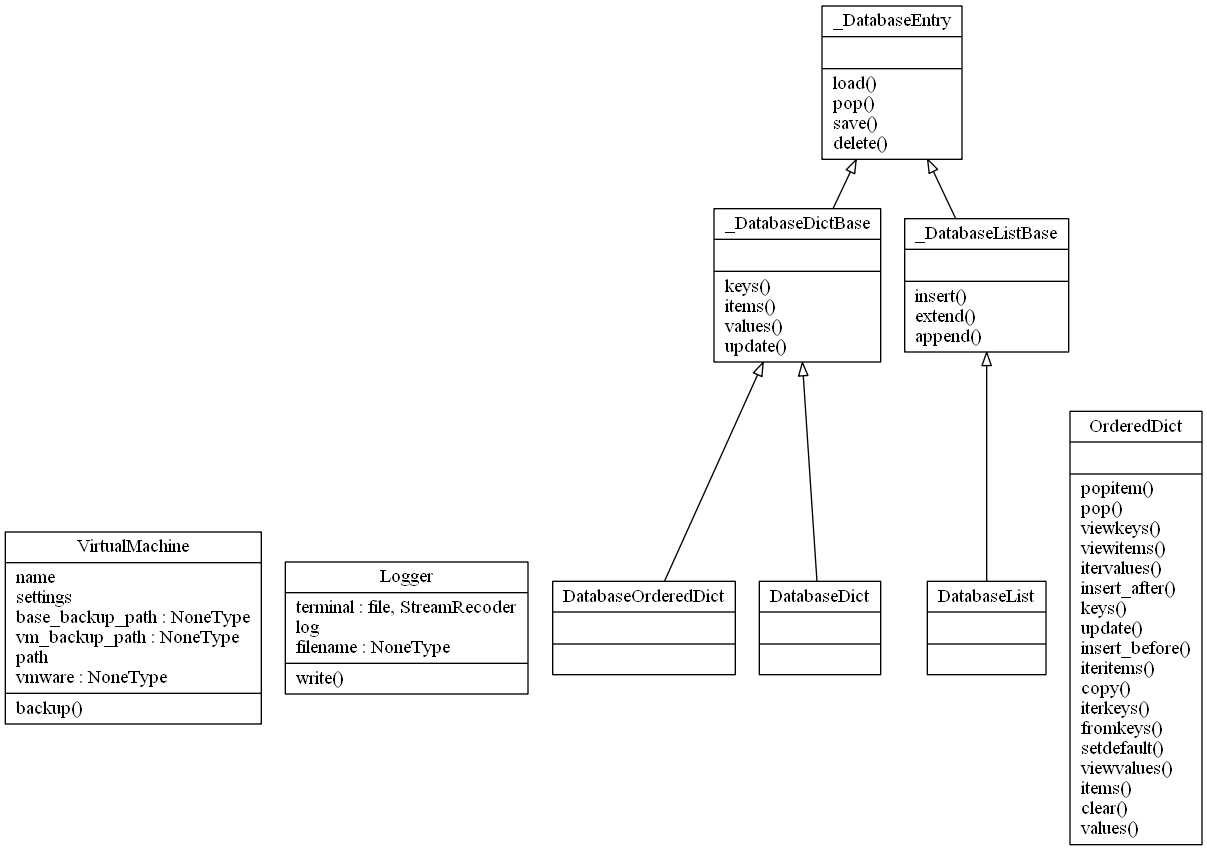 _DatabaseEntry
load()
pop()
save()
delete()
_DatabaseDictBase
keys()
items()
values()
update()
_DatabaseListBase
insert()
extend()
append()
OrderedDict
popitem()
pop()
viewkeys()
viewitems()
itervalues()
insert_after()
keys()
update()
insert_before()
iteritems()
copy()
iterkeys()
fromkeys()
setdefault()
viewvalues()
items()
clear()
values()
VirtualMachine
name
settings
base_backup_path : NoneType
vm_backup_path : NoneType
path
vmware : NoneType
backup()
Logger
terminal : file, StreamRecoder
log
filename : NoneType
write()
DatabaseOrderedDict
DatabaseDict
DatabaseList